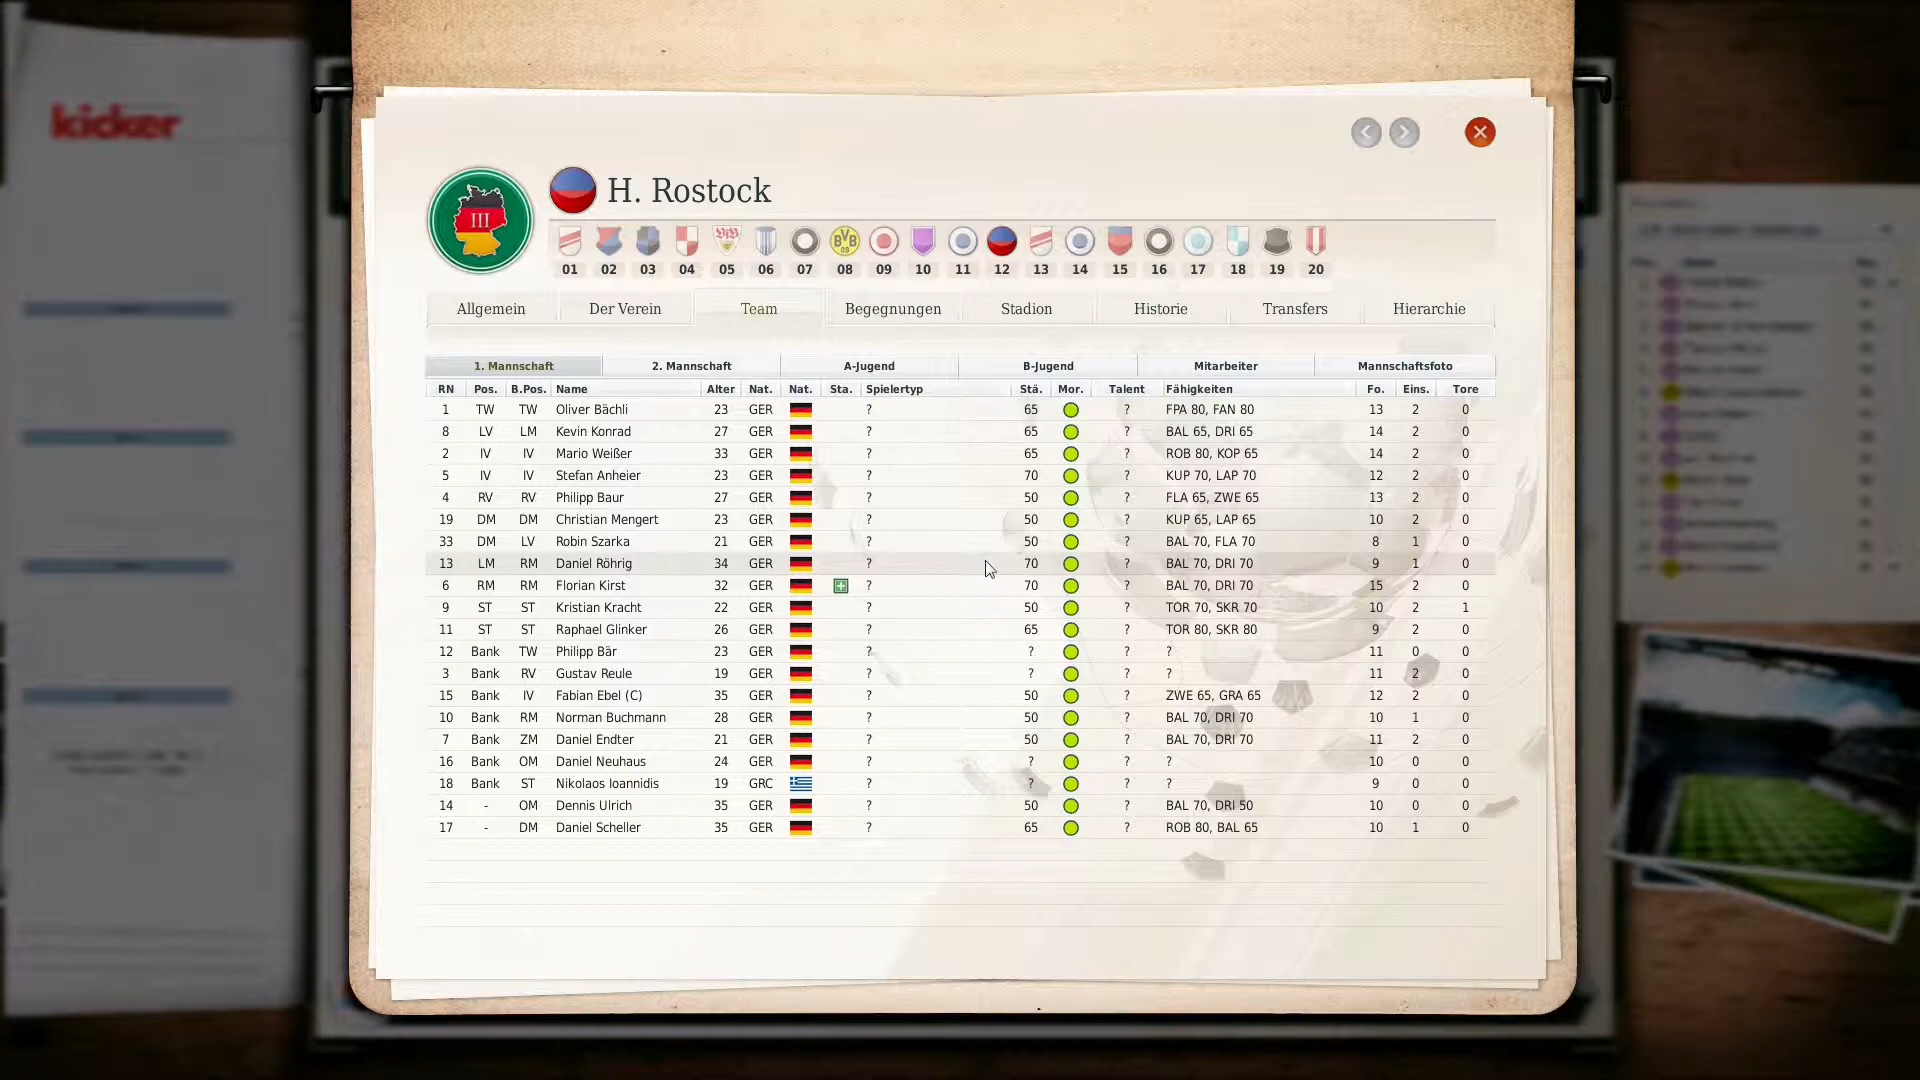 kicker
H. Rostock
III
01 02 03 04 05 06 07 08 09 10 11 12 13 14 15 16 17 18 19 20
Allgemein Der Verein Team Begegnungen Stadion Historie Transfers Hierarchie
1. Mannschaft 2. Mannschaft A-Jugend B-Jugend Mitarbeiter Mannschaftsfoto
RN Pos. B.Pos. Name Alter Nat. Nat. Sta. Spielertyp Stä. Mor. Talent Fähigkeiten Fo. Eins. Tore
1 TW TW Oliver Bächli 23 GER ? 65 ? FPA 80, FAN 80 13 2 0
8 LV LM Kevin Konrad 27 GER ? 65 ? BAL 65, DRI 65 14 2 0
2 IV IV Mario Weißer 33 GER ? 65 ? ROB 80, KOP 65 14 2 0
5 IV IV Stefan Anheier 23 GER ? 70 ? KUP 70, LAP 70 12 2 0
4 RV RV Philipp Baur 27 GER ? 50 ? FLA 65, ZWE 65 13 2 0
19 DM DM Christian Mengert 23 GER ? 50 ? KUP 65, LAP 65 10 2 0
33 DM LV Robin Szarka 21 GER ? 50 ? BAL 70, FLA 70 8 1 0
13 LM RM Daniel Röhrig 34 GER ? 70 ? BAL 70, DRI 70 9 1 0
6 RM RM Florian Kirst 32 GER ? 70 ? BAL 70, DRI 70 15 2 0
9 ST ST Kristian Kracht 22 GER ? 50 ? TOR 70, SKR 70 10 2 1
11 ST ST Raphael Glinker 26 GER ? 65 ? TOR 80, SKR 80 9 2 0
12 Bank TW Philipp Bär 23 GER ? ? ? ? 11 0 0
3 Bank RV Gustav Reule 19 GER ? ? ? ? 11 2 0
15 Bank IV Fabian Ebel (C) 35 GER ? 50 ? ZWE 65, GRA 65 12 2 0
10 Bank RM Norman Buchmann 28 GER ? 50 ? BAL 70, DRI 70 10 1 0
7 Bank ZM Daniel Endter 21 GER ? 50 ? BAL 70, DRI 70 11 2 0
16 Bank OM Daniel Neuhaus 24 GER ? ? ? ? 10 0 0
18 Bank ST Nikolaos Ioannidis 19 GRC ? ? ? ? 9 0 0
14 - OM Dennis Ulrich 35 GER ? 50 ? BAL 70, DRI 50 10 0 0
17 - DM Daniel Scheller 35 GER ? 65 ? ROB 80, BAL 65 10 1 0